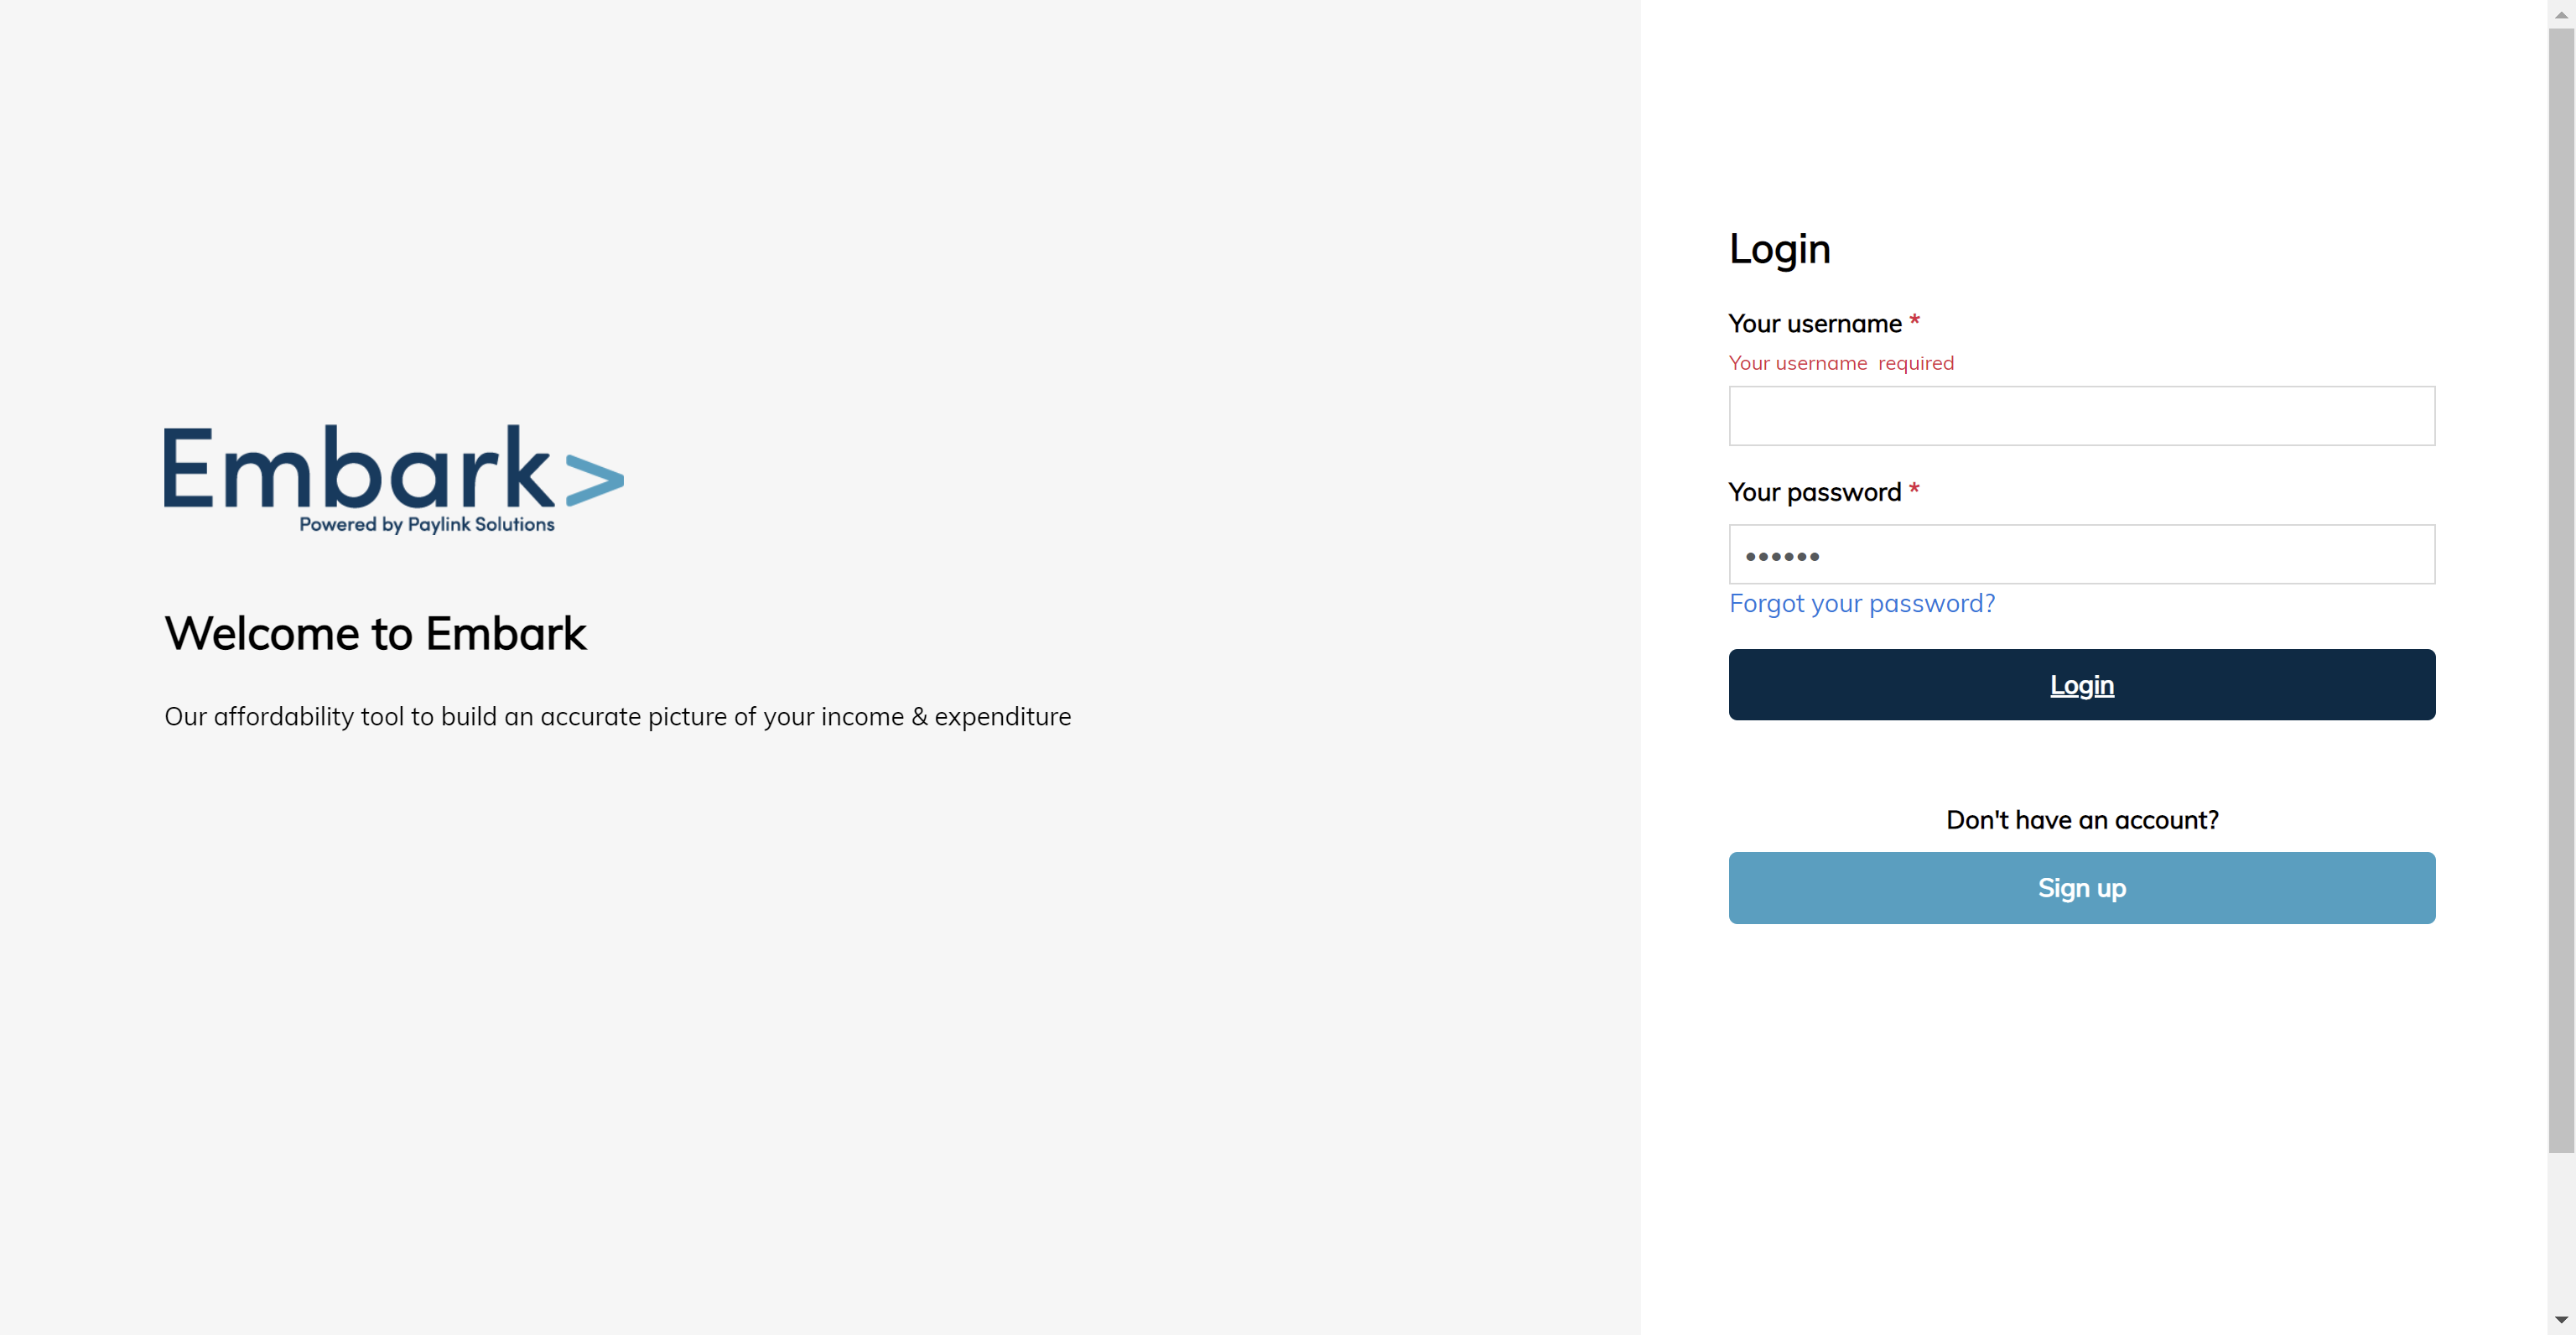 Embark>
Powered by Paylink Solutions
Welcome to Embark
Our affordability tool to build an accurate picture of your income & expenditure
Login
Your username *
Your username  required
Your password *
••••••
Forgot your password?
Login
Don't have an account?
Sign up